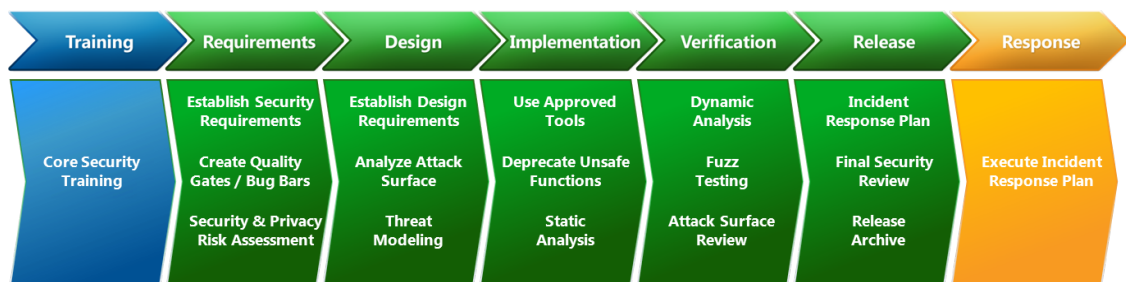 Training
Requirements
Design
Implementation
Verification
Release
Response
Core Security
Training
Establish Security
Requirements
Create Quality
Gates / Bug Bars
Security & Privacy
Risk Assessment
Establish Design
Requirements
Analyze Attack
Surface
Threat
Modeling
Use Approved
Tools
Deprecate Unsafe
Functions
Static
Analysis
Dynamic
Analysis
Fuzz
Testing
Attack Surface
Review
Incident
Response Plan
Final Security
Review
Release
Archive
Execute Incident
Response Plan